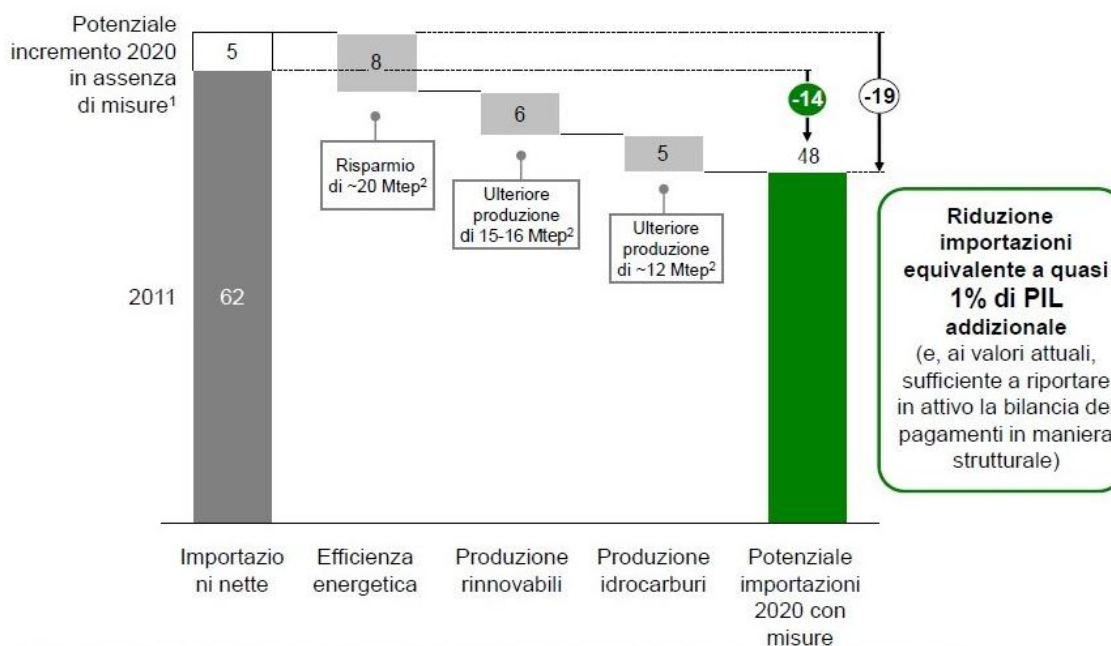 Potenziale
incremento 2020
in assenza
di misure¹
5
8
6
5
-14
-19
48
Risparmio
di ~20 Mtep²
Ulteriore
produzione
di 15-16 Mtep²
Ulteriore
produzione
di ~12 Mtep²
2011
62
Riduzione
importazioni
equivalente a quasi
1% di PIL
addizionale
(e, ai valori attuali,
sufficiente a riportare
in attivo la bilancia de
pagamenti in maniera
strutturale)
Importazio
ni nette
Efficienza
energetica
Produzione
rinnovabili
Produzione
idrocarburi
Potenziale
importazioni
2020 con
misure